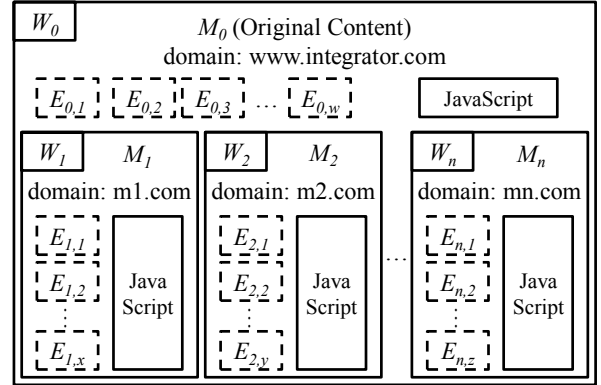 W0 M0 (Original Content)
domain: www.integrator.com
E0,1 E0,2 E0,3 … E0,w JavaScript
W1 M1 W2 M2 Wn Mn
domain: m1.com domain: m2.com domain: mn.com
E1,1 E2,1 En,1
E1,2 Java Script E2,2 Java Script … En,2 Java Script
⋮ ⋮ ⋮
E1,x E2,y En,z